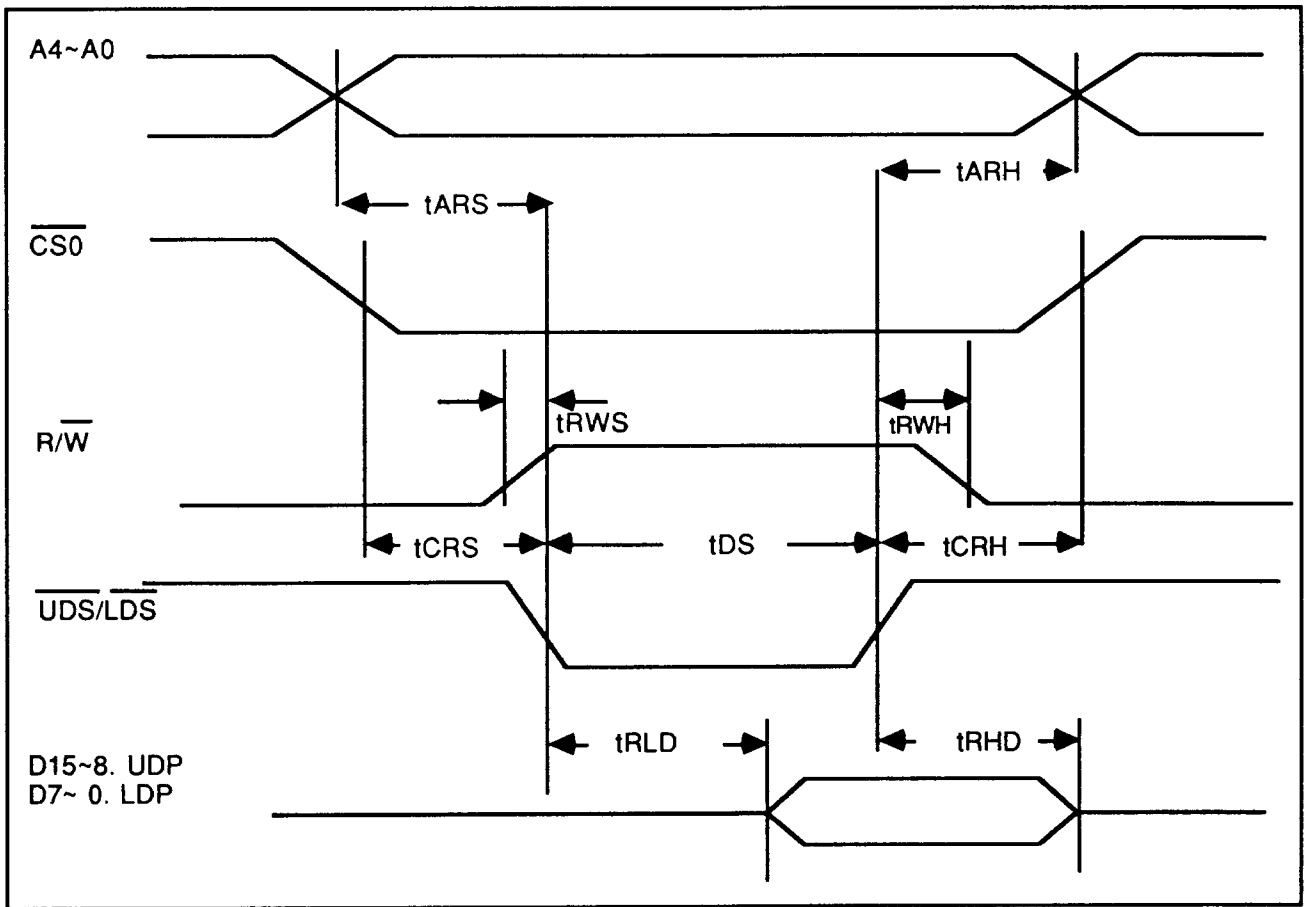 A4~A0
tARH
tARS
CS0
tRWS
tRWH
R/W
tCRS
tDS
tCRH
UDS/LDS
tRLD
tRHD
D15~8. UDP
D7~ 0. LDP